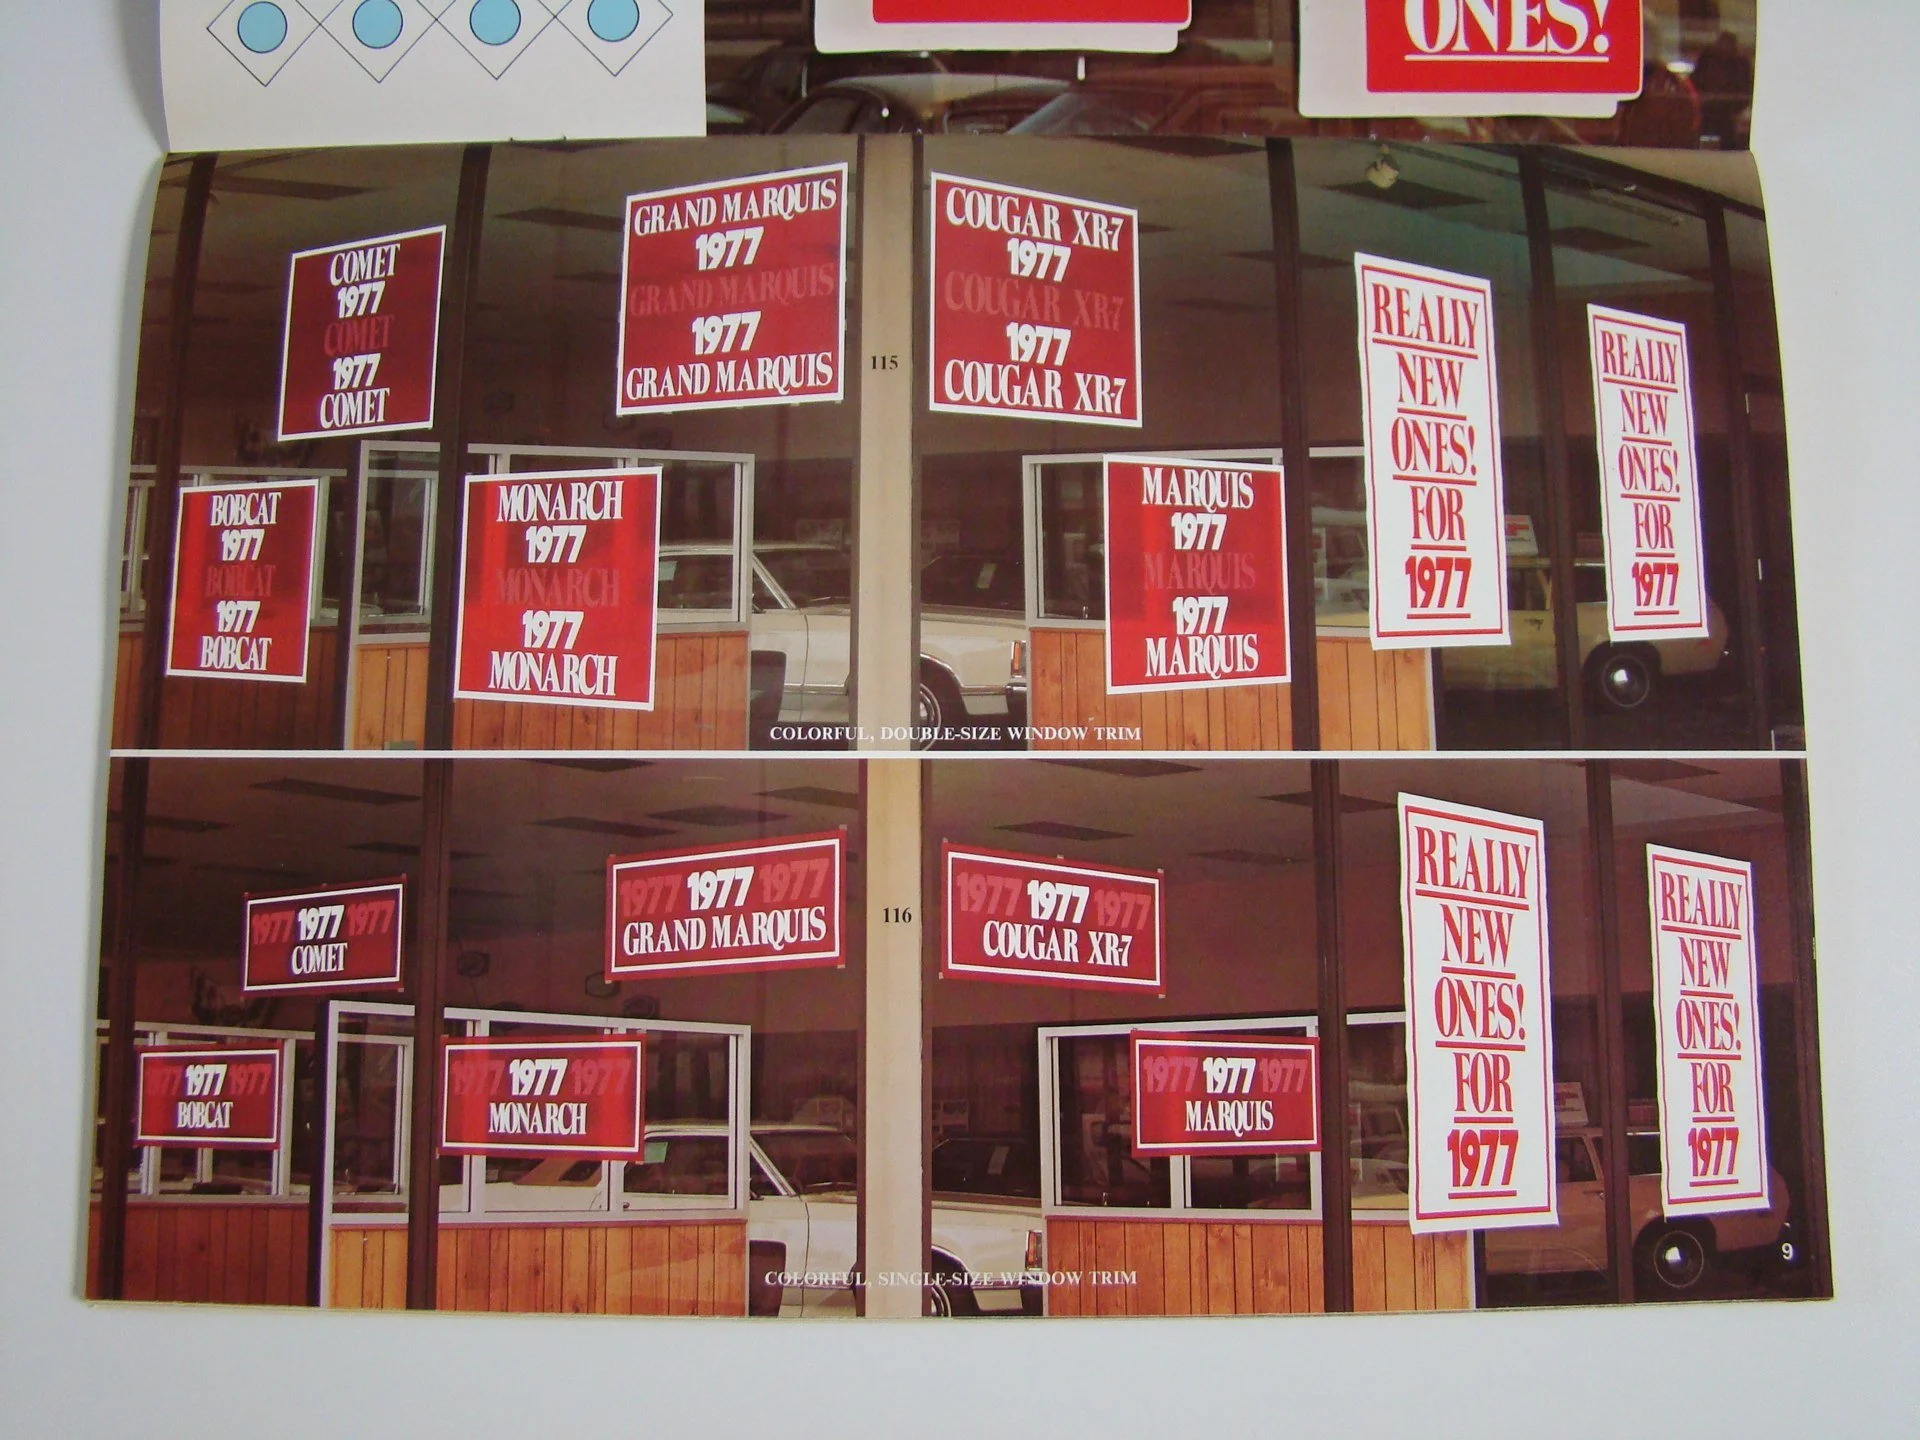 ONES!
COMET
1977
COMET
1977
COMET
GRAND MARQUIS
1977
GRAND MARQUIS
1977
GRAND MARQUIS
115
COUGAR XR-7
1977
COUGAR XR-7
1977
COUGAR XR-7
REALLY
NEW
ONES!
FOR
1977
REALLY
NEW
ONES!
FOR
1977
BOBCAT
1977
BOBCAT
1977
BOBCAT
MONARCH
1977
MONARCH
1977
MONARCH
MARQUIS
1977
MARQUIS
1977
MARQUIS
COLORFUL, DOUBLE-SIZE WINDOW TRIM
1977 1977 1977
COMET
1977 1977 1977
GRAND MARQUIS
116
1977 1977 1977
COUGAR XR-7
REALLY
NEW
ONES!
FOR
1977
REALLY
NEW
ONES!
FOR
1977
1977 1977 1977
BOBCAT
1977 1977 1977
MONARCH
1977 1977 1977
MARQUIS
COLORFUL, SINGLE-SIZE WINDOW TRIM
9